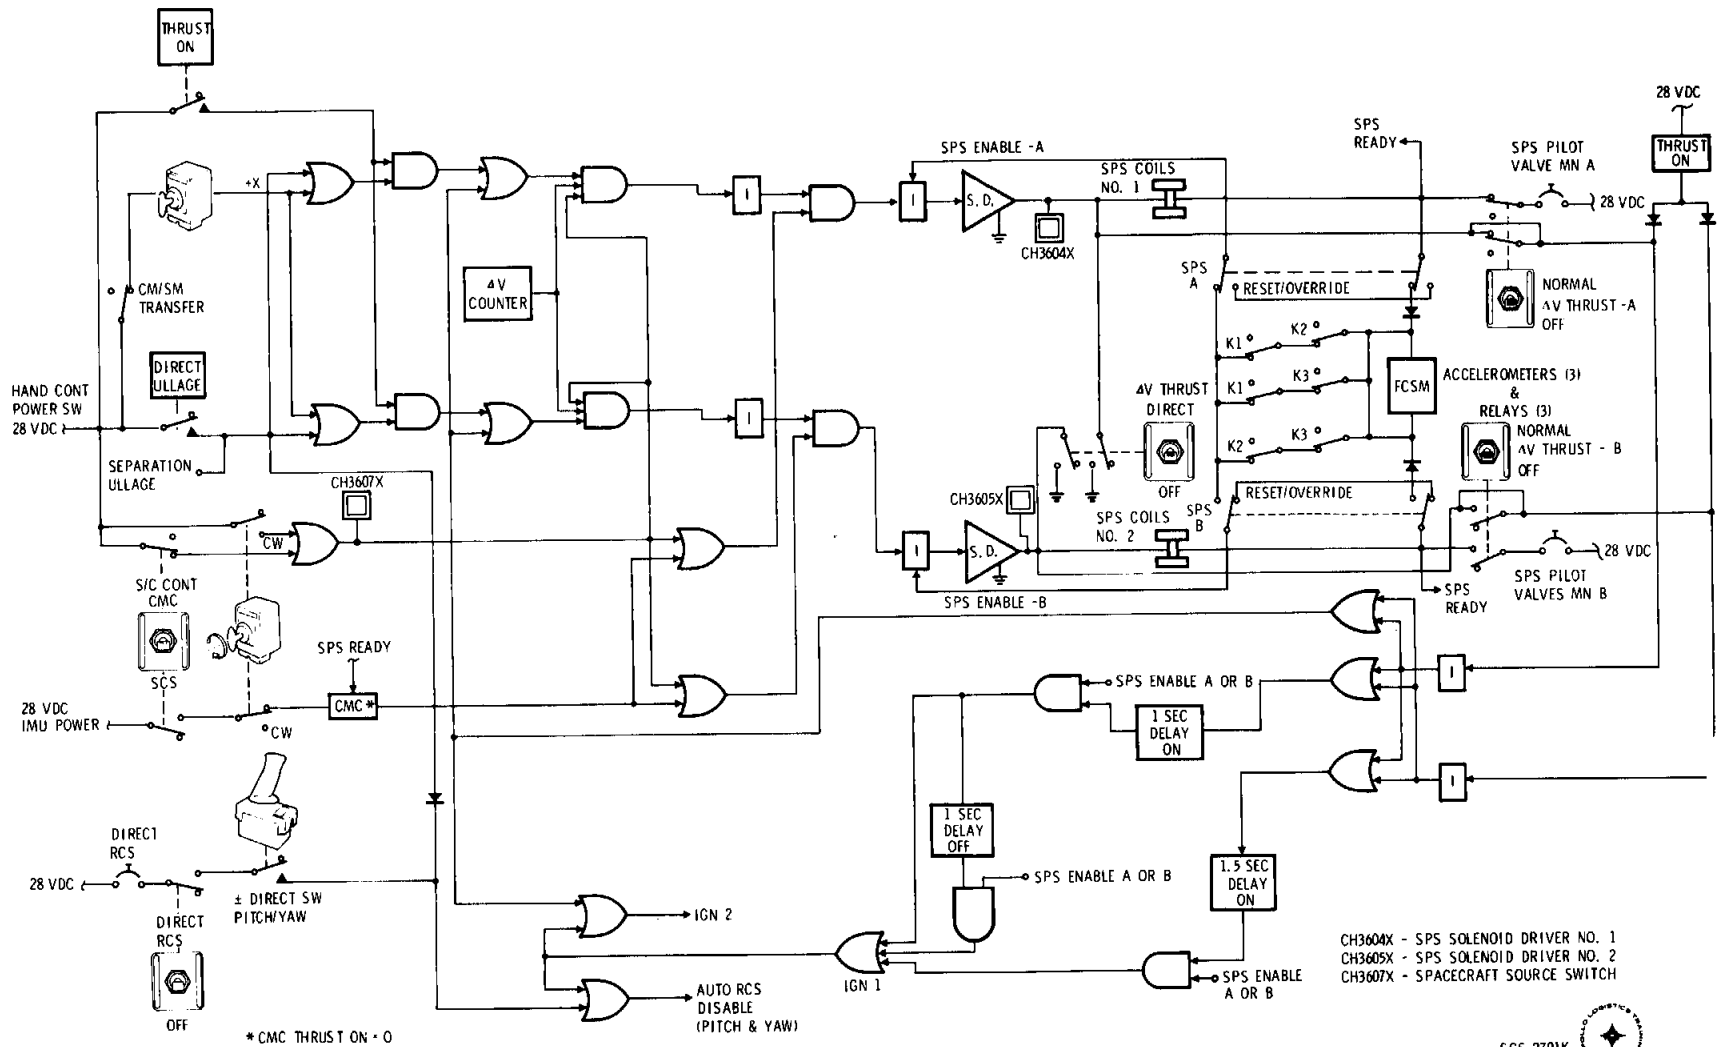 THRUST
ON
+X
CM/SM
TRANSFER
DIRECT
ULLAGE
HAND CONT
POWER SW
28 VDC
SEPARATION
ULLAGE
CH3607X
CW
S/C CONT
CMC
SCS
SPS READY
CMC *
28 VDC
IMU POWER
CW
DIRECT
RCS
28 VDC
± DIRECT SW
PITCH/YAW
DIRECT
RCS
OFF
* CMC THRUST ON = 0
ΔV
COUNTER
I
I
SPS ENABLE -A
I
S.D.
CH3604X
SPS COILS
NO. 1
SPS
READY
SPS PILOT
VALVE MN A
28 VDC
28 VDC
THRUST
ON
NORMAL
ΔV THRUST -A
OFF
SPS
A
RESET/OVERRIDE
K1
K2
K1
K3
K2
K3
FCSM
ACCELEROMETERS (3)
&
RELAYS (3)
NORMAL
ΔV THRUST - B
OFF
ΔV THRUST
DIRECT
OFF
CH3605X
SPS COILS
NO. 2
SPS
B
RESET/OVERRIDE
I
S.D.
SPS ENABLE -B
28 VDC
SPS PILOT
VALVES MN B
SPS
READY
I
I
SPS ENABLE A OR B
1 SEC
DELAY
ON
1 SEC
DELAY
OFF
SPS ENABLE A OR B
1.5 SEC
DELAY
ON
IGN 2
IGN 1
SPS ENABLE
A OR B
AUTO RCS
DISABLE
(PITCH & YAW)
CH3604X - SPS SOLENOID DRIVER NO. 1
CH3605X - SPS SOLENOID DRIVER NO. 2
CH3607X - SPACECRAFT SOURCE SWITCH